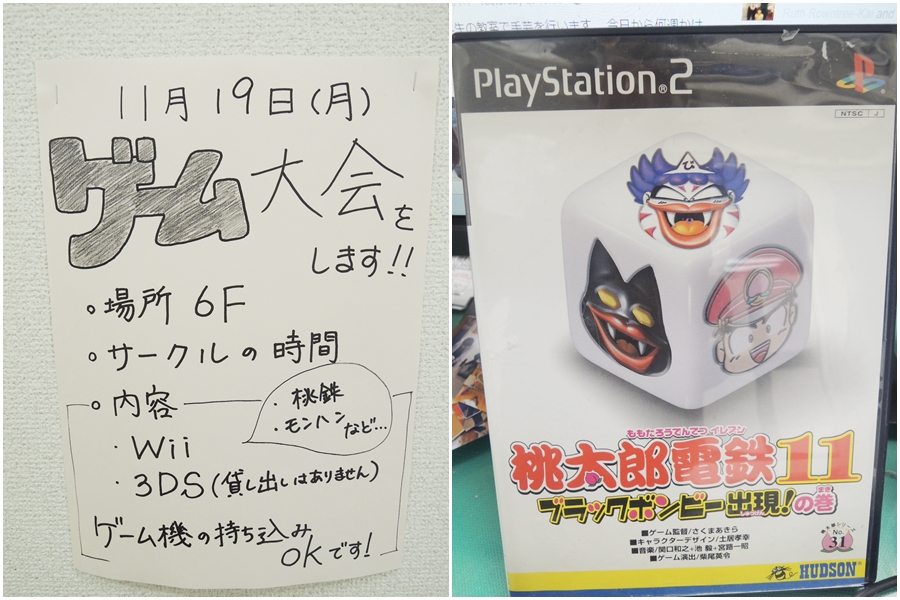 11月19日(月)
ゲーム大会を
します!!
。場所 6F
。サークルの時間
。内容
・桃鉄
・モンハン
など…
・Wii
・3DS(貸し出しはありません)
ゲーム機の持ち込み
OKです!
PlayStation®2
NTSC J
び
ももたろうでんてつ イレブン
桃太郎電鉄11
ブラックボンビー出現!の巻
■ゲーム監督/さくまあきら
■キャラクターデザイン/土居孝幸
■音楽/関口和之+池 毅+宮路一昭
■ゲーム演出/柴尾英令
No.
31
HUDSON